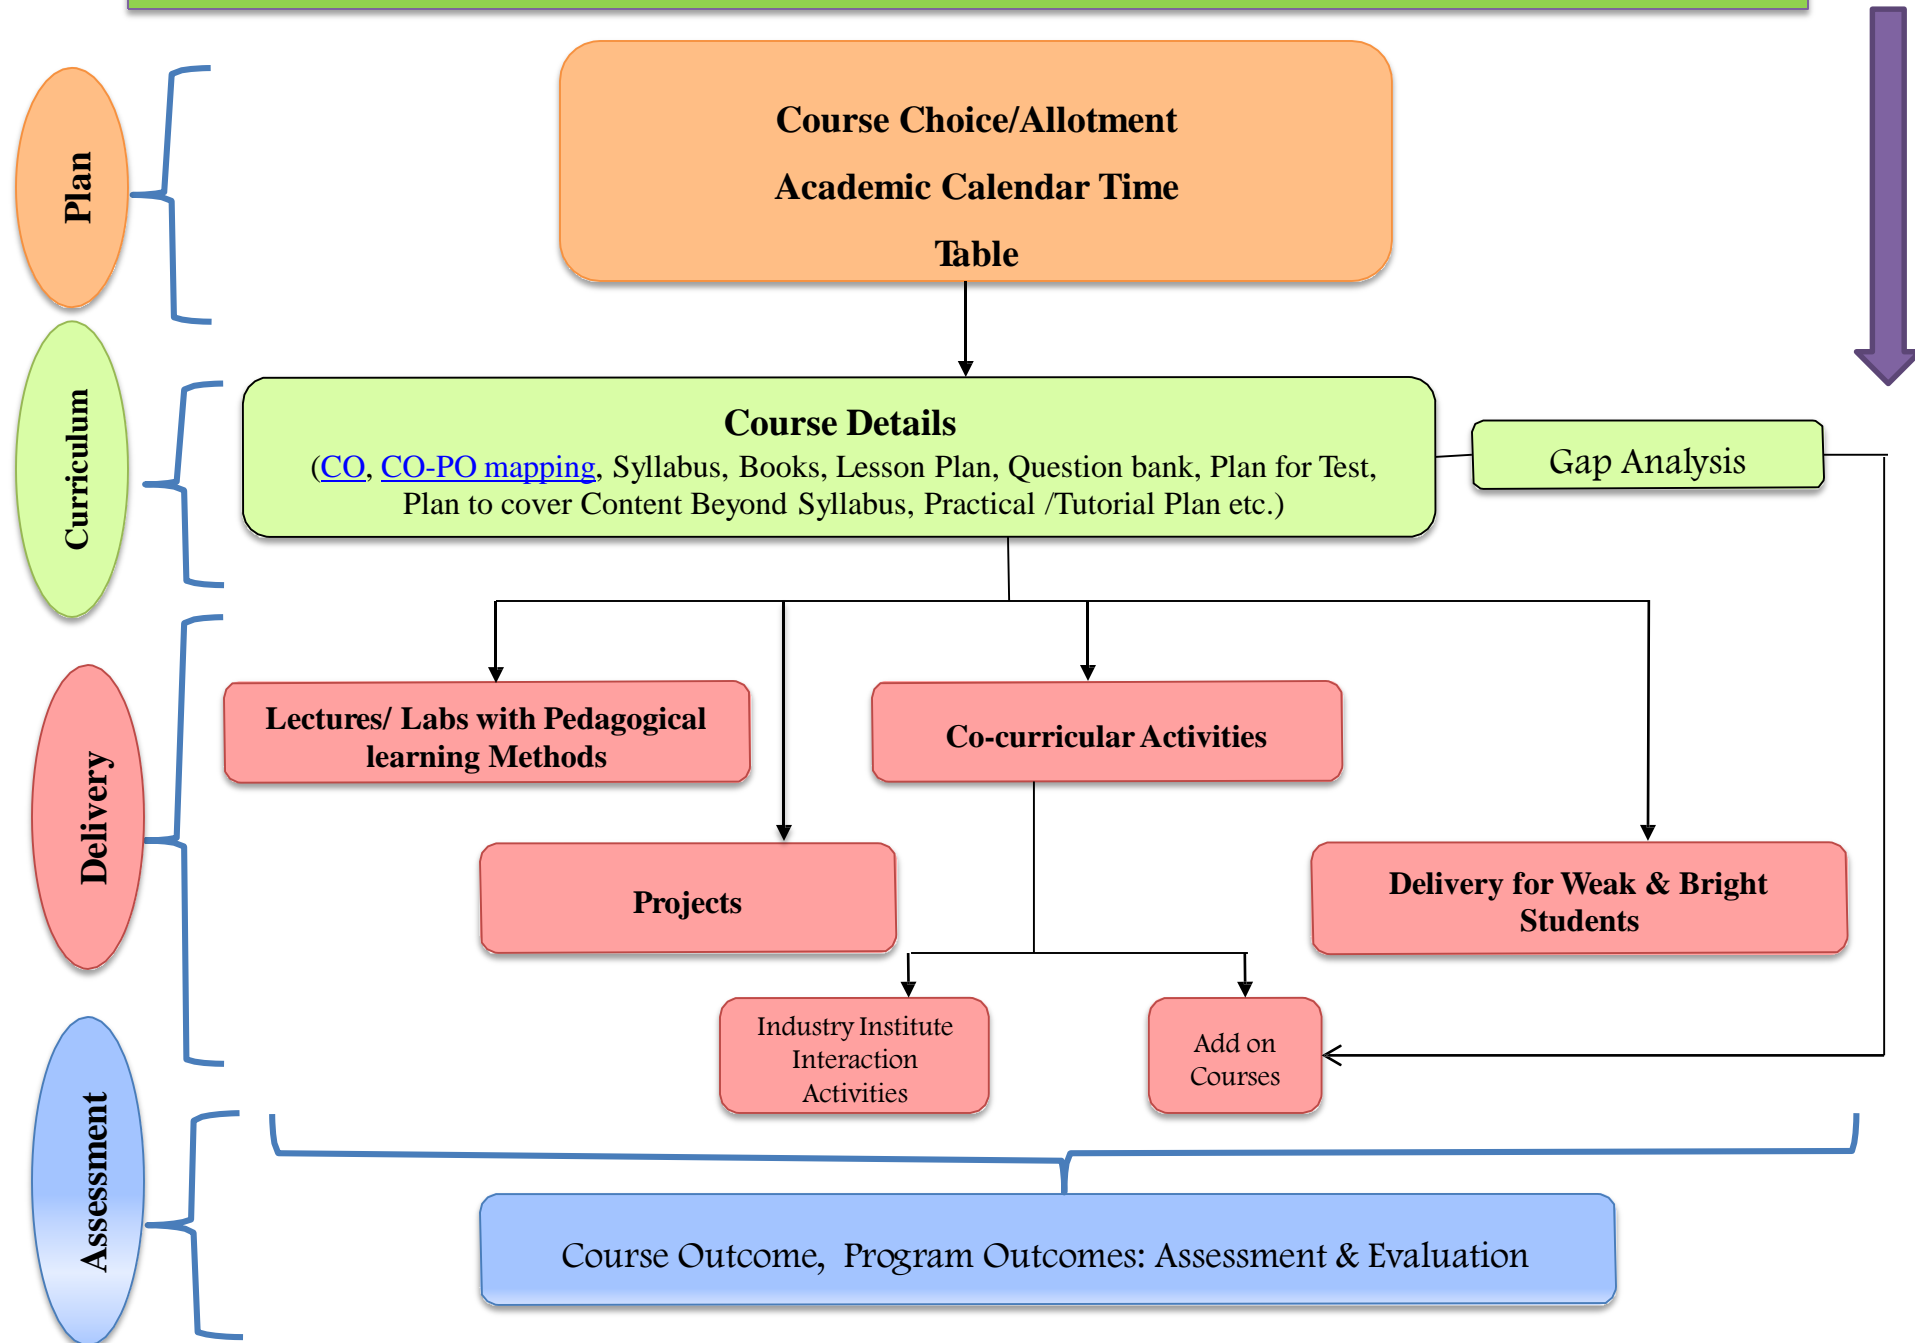 Plan
Course Choice/Allotment
Academic Calendar Time
Table
Curriculum
Course Details
(CO, CO-PO mapping, Syllabus, Books, Lesson Plan, Question bank, Plan for Test,
Plan to cover Content Beyond Syllabus, Practical /Tutorial Plan etc.)
Gap Analysis
Delivery
Lectures/ Labs with Pedagogical
learning Methods
Co-curricular Activities
Projects
Delivery for Weak & Bright
Students
Industry Institute
Interaction
Activities
Add on
Courses
Assessment
Course Outcome, Program Outcomes: Assessment & Evaluation